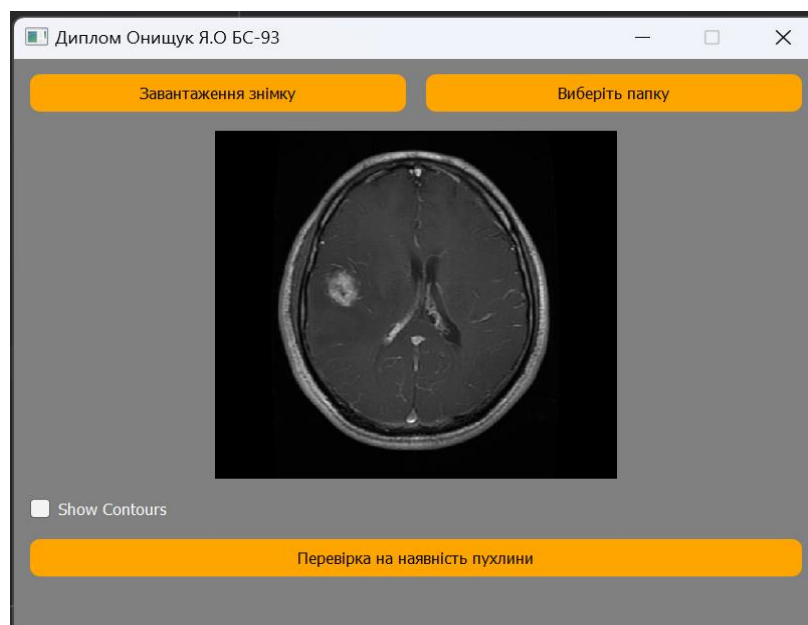 Диплом Онищук Я.О БС-93
Завантаження знімку
Виберіть папку
Show Contours
Перевірка на наявність пухлини